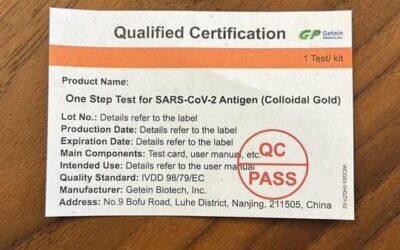 Qualified Certification
GP Getein
Biotech, Inc.
1 Test/ kit
Product Name:
One Step Test for SARS-CoV-2 Antigen (Colloidal Gold)
Lot No.: Details refer to the label
Production Date: Details refer to the label
Expiration Date: Details refer to the label
Main Components: Test card, user manual, etc.
Intended Use: Details refer to the user manual
Quality Standard: IVDD 98/79/EC
Manufacturer: Getein Biotech, Inc.
Address: No.9 Bofu Road, Luhe District, Nanjing, 211505, China
QC
PASS